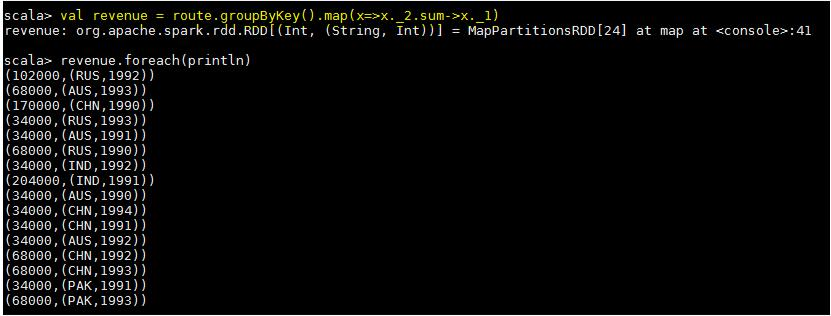 scala> val revenue = route.groupByKey().map(x=>x._2.sum->x._1)
revenue: org.apache.spark.rdd.RDD[(Int, (String, Int))] = MapPartitionsRDD[24] at map at <console>:41
scala> revenue.foreach(println)
(102000,(RUS,1992))
(68000,(AUS,1993))
(170000,(CHN,1990))
(34000,(RUS,1993))
(34000,(AUS,1991))
(68000,(RUS,1990))
(34000,(IND,1992))
(204000,(IND,1991))
(34000,(AUS,1990))
(34000,(CHN,1994))
(34000,(CHN,1991))
(34000,(AUS,1992))
(68000,(CHN,1992))
(68000,(CHN,1993))
(34000,(PAK,1991))
(68000,(PAK,1993))